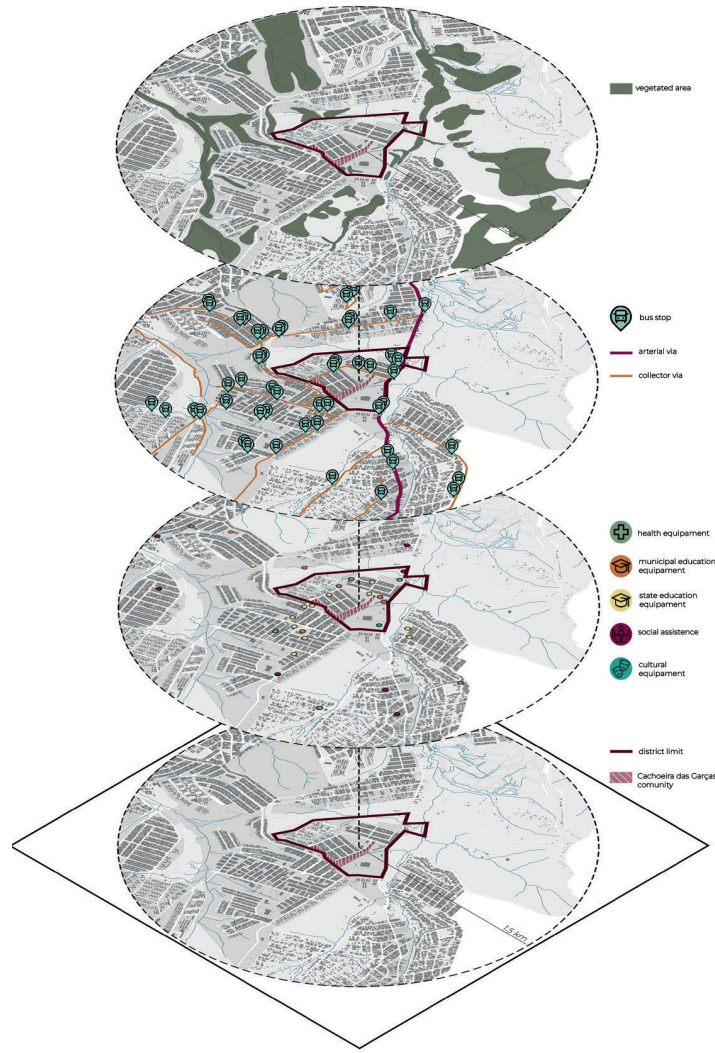 vegetated area
bus stop
arterial via
collector via
health equipament
municipal education
equipament
state education
equipament
social assistence
cultural
equipament
district limit
Cachoeira das Garças
comunity
1.5 km